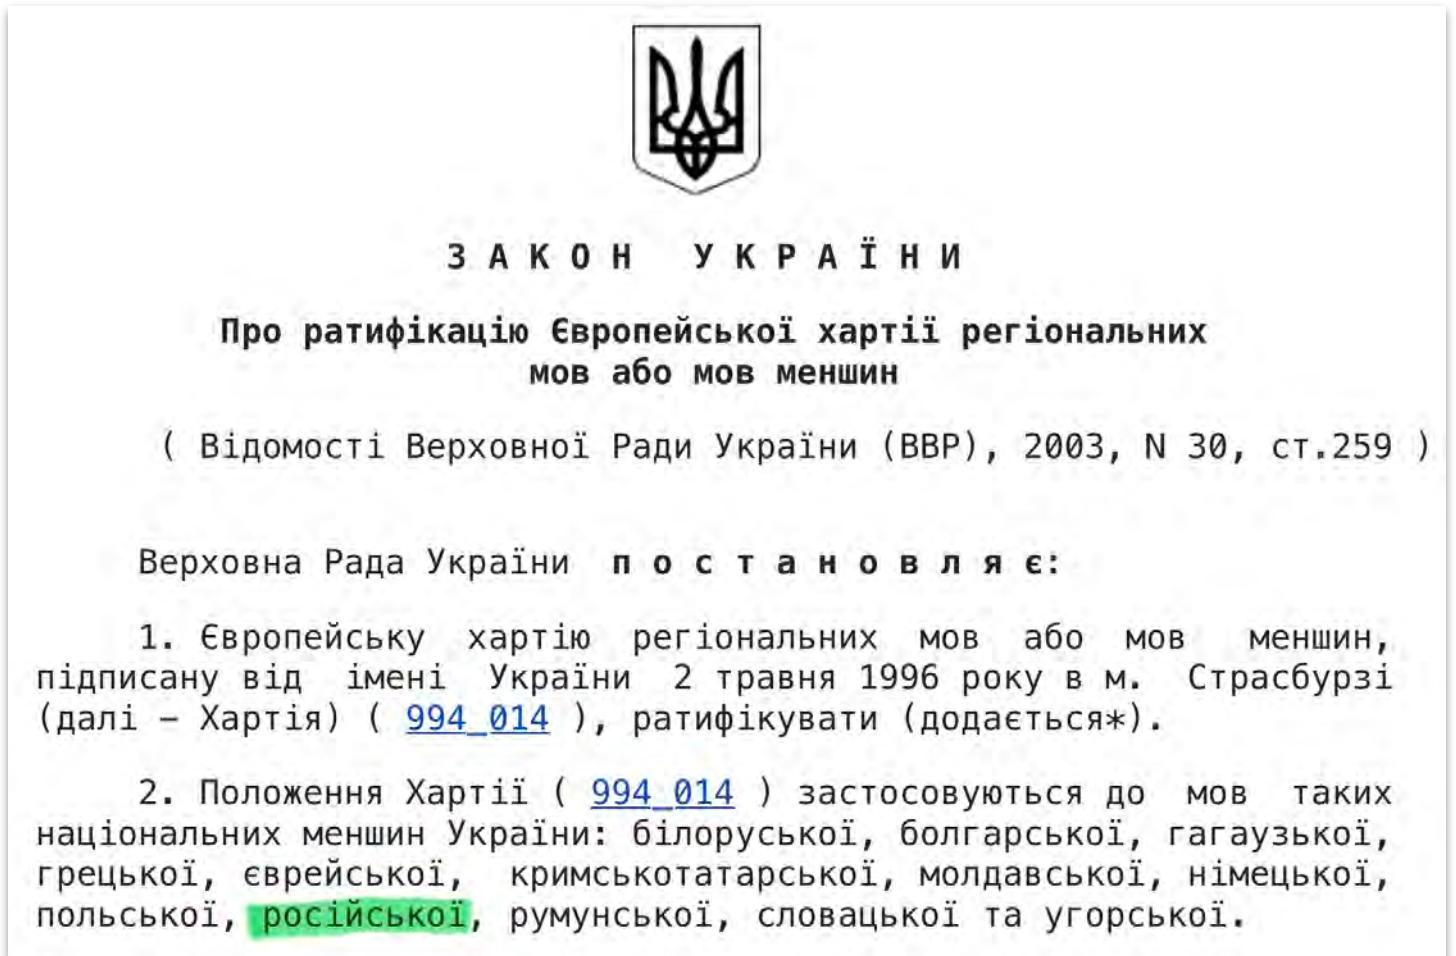 З А К О Н У К Р А Ї Н И
Про ратифікацію Європейської хартії регіональних
мов або мов меншин
( Відомості Верховної Ради України (ВВР), 2003, N 30, ст.259 )
Верховна Рада України п о с т а н о в л я є:
1. Європейську хартію регіональних мов або мов меншин,
підписану від імені України 2 травня 1996 року в м. Страсбурзі
(далі – Хартія) ( 994_014 ), ратифікувати (додається*).
2. Положення Хартії ( 994_014 ) застосовуються до мов таких
національних меншин України: білоруської, болгарської, гагаузької,
грецької, єврейської, кримськотатарської, молдавської, німецької,
польської, російської, румунської, словацької та угорської.